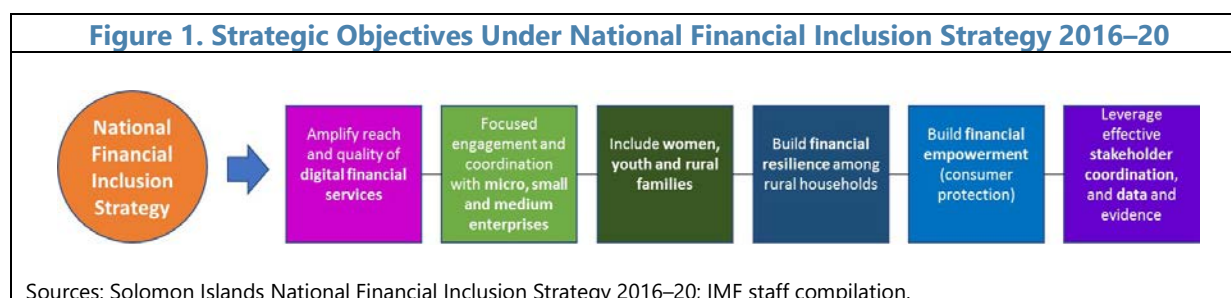 Figure 1. Strategic Objectives Under National Financial Inclusion Strategy 2016–20
National
Financial
Inclusion
Strategy
Amplify reach
and quality of
digital financial
services
Focused
engagement and
coordination
with micro, small
and medium
enterprises
Include women,
youth and rural
families
Build financial
resilience among
rural households
Build financial
empowerment
(consumer
protection)
Leverage
effective
stakeholder
coordination,
and data and
evidence
Sources: Solomon Islands National Financial Inclusion Strategy 2016–20; IMF staff compilation.